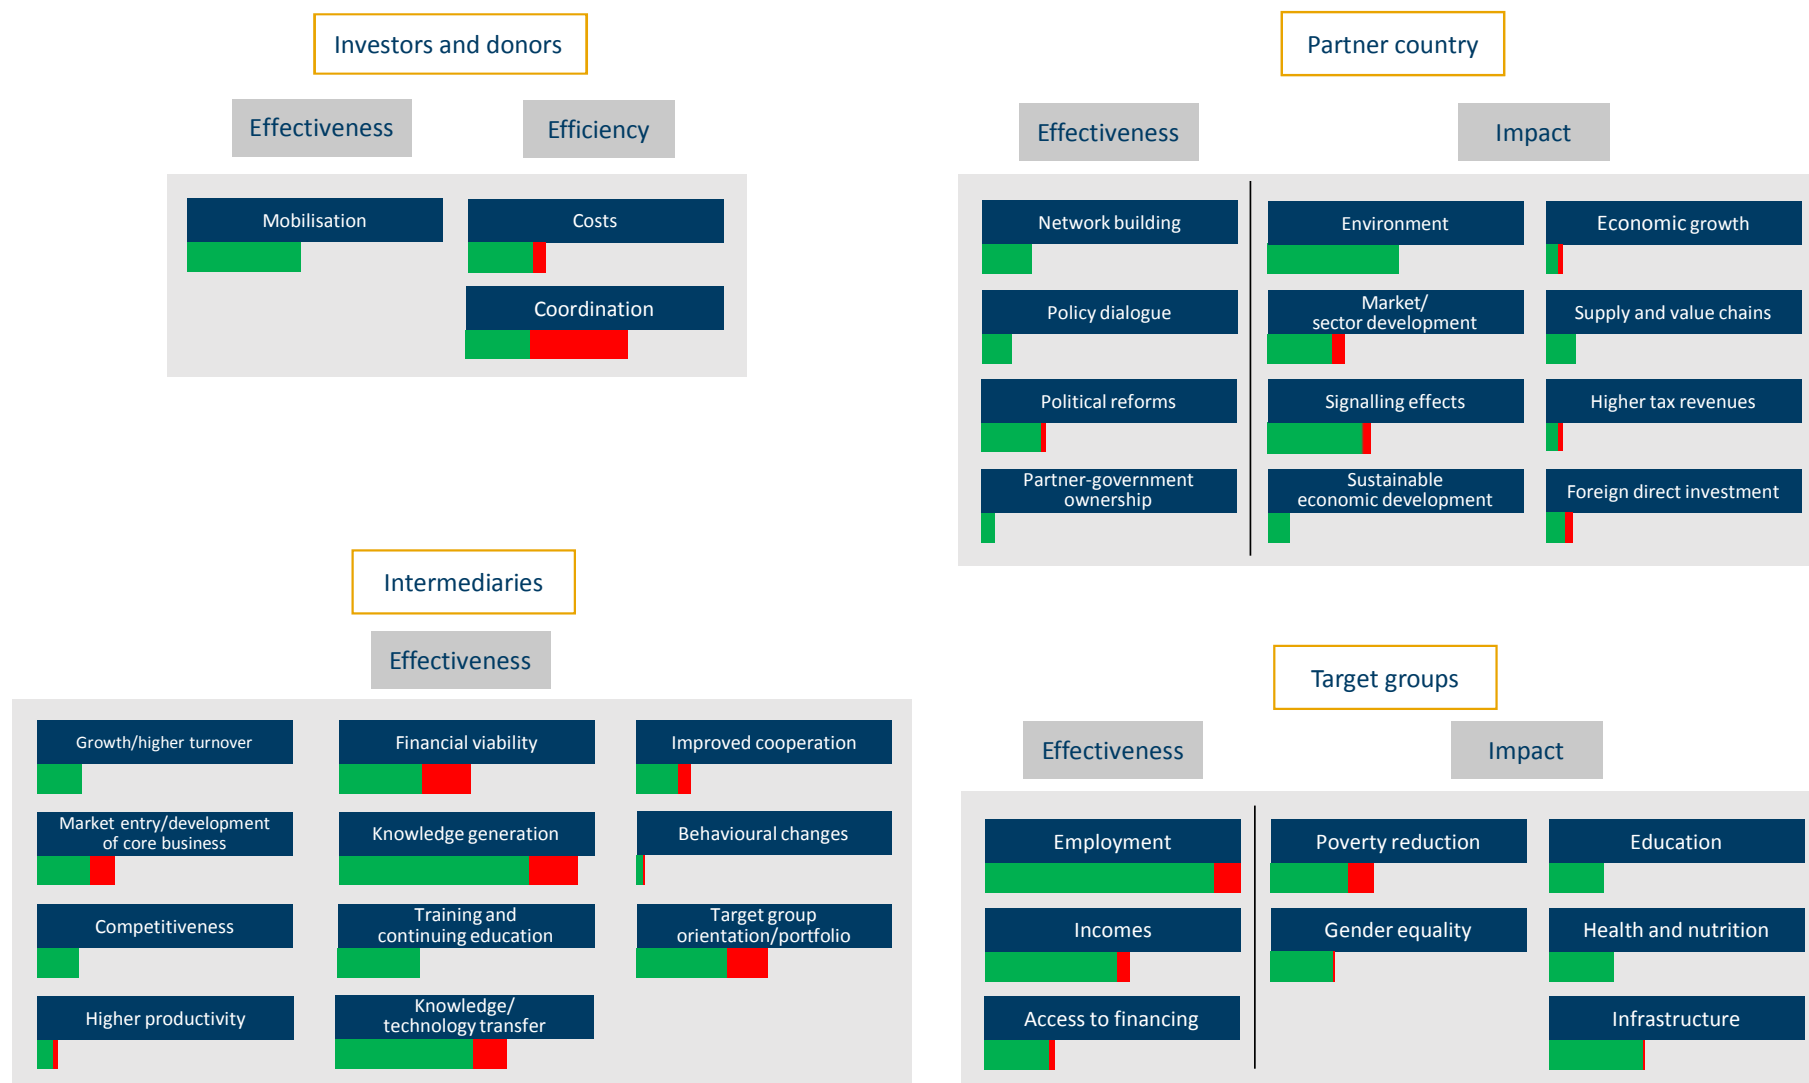 Investors and donors
Effectiveness
Efficiency
Mobilisation
Costs
Coordination
Partner country
Effectiveness
Impact
Network building
Environment
Economic growth
Policy dialogue
Market/
sector development
Supply and value chains
Political reforms
Signalling effects
Higher tax revenues
Partner-government
ownership
Sustainable
economic development
Foreign direct investment
Intermediaries
Effectiveness
Growth/higher turnover
Financial viability
Improved cooperation
Market entry/development
of core business
Knowledge generation
Behavioural changes
Competitiveness
Training and
continuing education
Target group
orientation/portfolio
Higher productivity
Knowledge/
technology transfer
Target groups
Effectiveness
Impact
Employment
Poverty reduction
Education
Incomes
Gender equality
Health and nutrition
Access to financing
Infrastructure